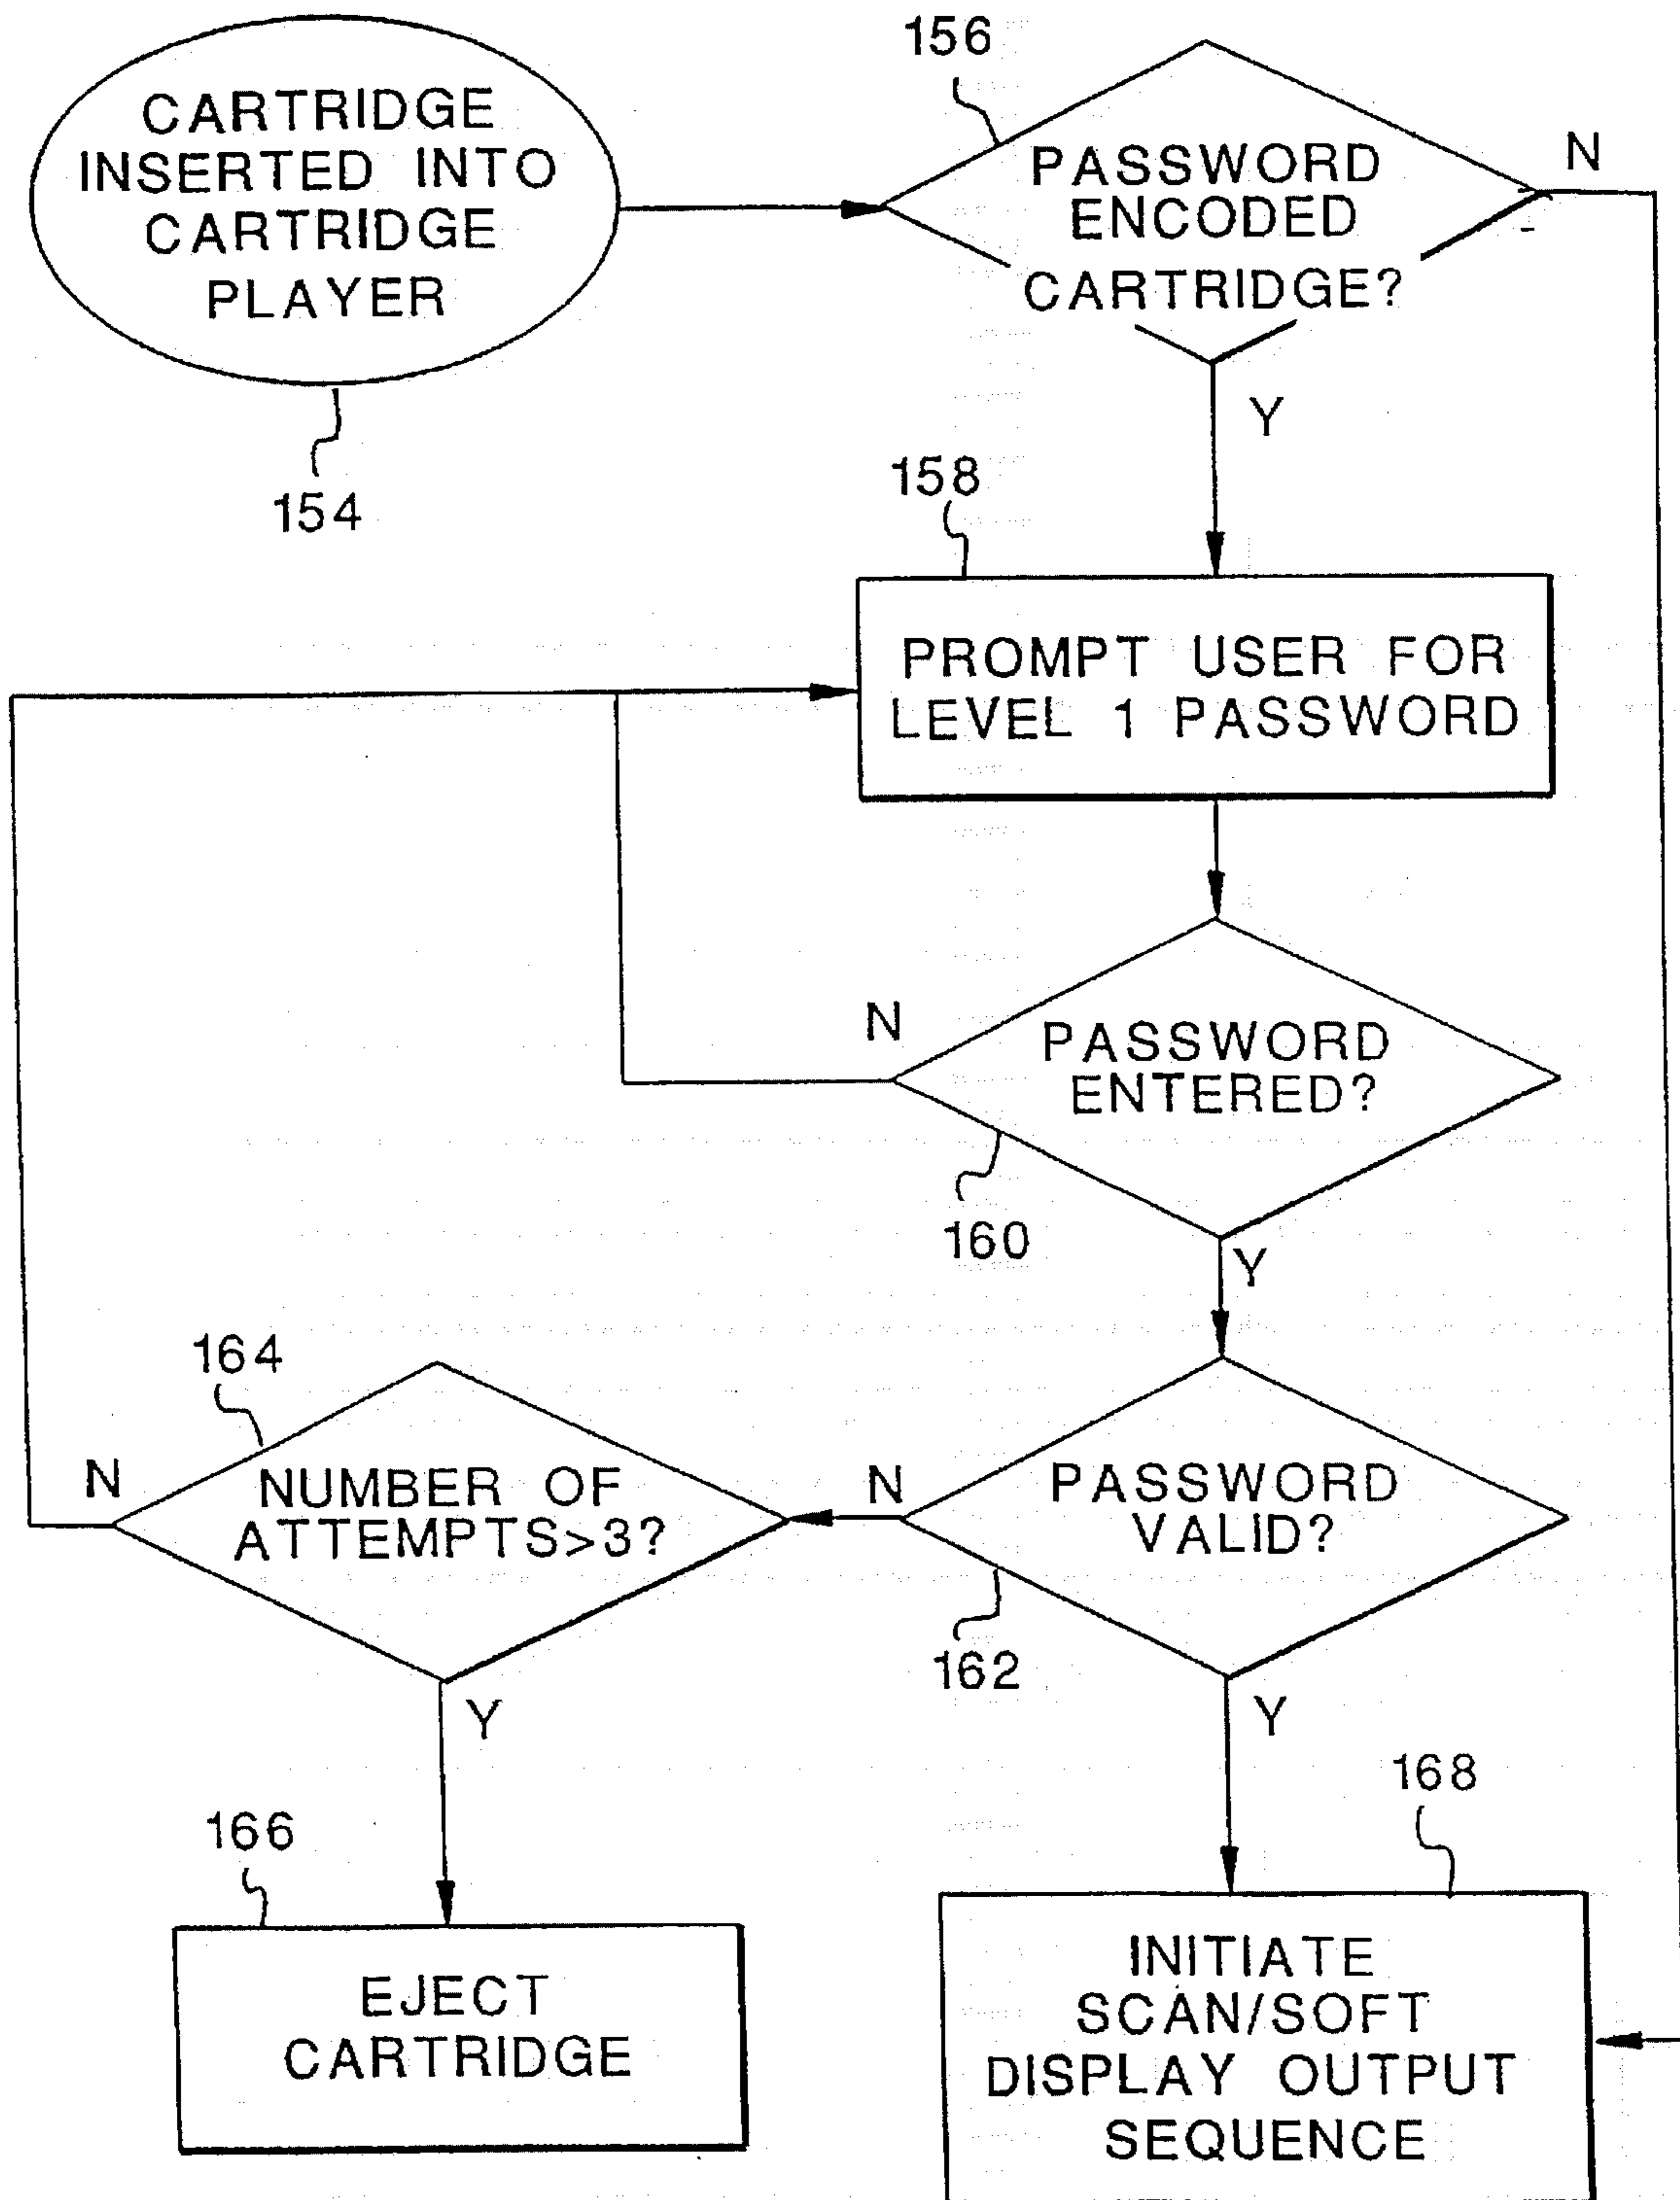 156
CARTRIDGE
INSERTED INTO
CARTRIDGE
PLAYER
154
PASSWORD
ENCODED
CARTRIDGE?
N
Y
158
PROMPT USER FOR
LEVEL 1 PASSWORD
N
PASSWORD
ENTERED?
160
Y
164
N
NUMBER OF
ATTEMPTS>3?
N
PASSWORD
VALID?
162
Y
Y
168
166
EJECT
CARTRIDGE
INITIATE
SCAN/SOFT
DISPLAY OUTPUT
SEQUENCE